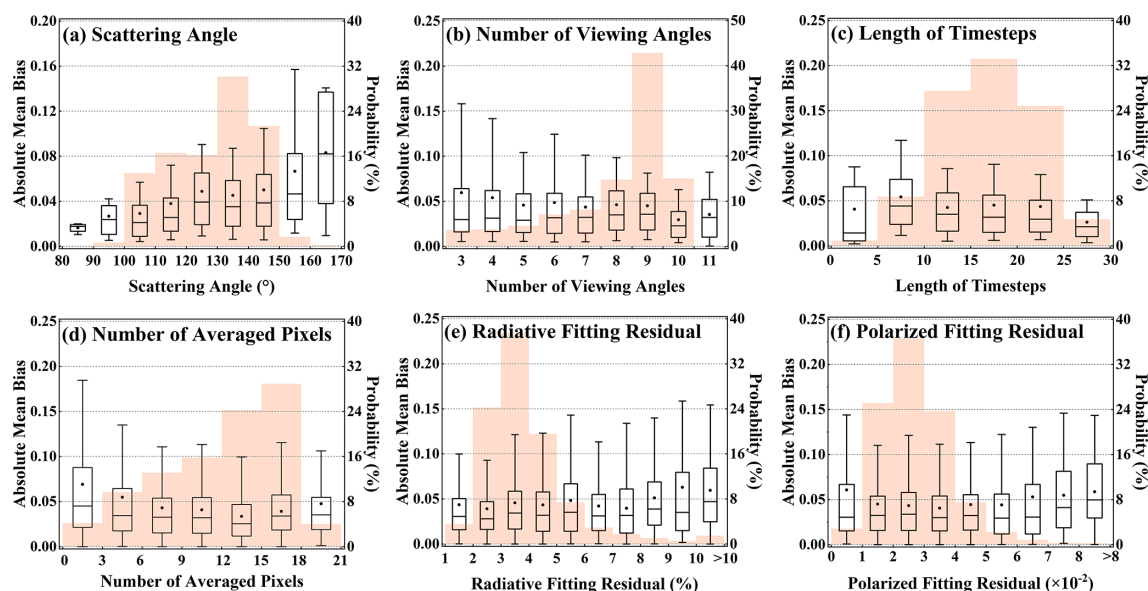 (a) Scattering Angle
Absolute Mean Bias
0.20
0.16
0.12
0.08
0.04
0.00
80 90 100 110 120 130 140 150 160 170
Scattering Angle (°)
40
32
24
16
8
0
Probability (%)
(b) Number of Viewing Angles
Absolute Mean Bias
0.25
0.20
0.15
0.10
0.05
0.00
3 4 5 6 7 8 9 10 11
Number of Viewing Angles
50
40
30
20
10
0
Probability (%)
(c) Length of Timesteps
Absolute Mean Bias
0.25
0.20
0.15
0.10
0.05
0.00
0 5 10 15 20 25 30
Length of Timesteps
40
32
24
16
8
0
Probability (%)
(d) Number of Averaged Pixels
Absolute Mean Bias
0.25
0.20
0.15
0.10
0.05
0.00
0 3 6 9 12 15 18 21
Number of Averaged Pixels
40
32
24
16
8
0
Probability (%)
(e) Radiative Fitting Residual
Absolute Mean Bias
0.25
0.20
0.15
0.10
0.05
0.00
1 2 3 4 5 6 7 8 9 10 >10
Radiative Fitting Residual (%)
40
32
24
16
8
0
Probability (%)
(f) Polarized Fitting Residual
Absolute Mean Bias
0.25
0.20
0.15
0.10
0.05
0.00
0 1 2 3 4 10 5 6 7 8 >8
Polarized Fitting Residual (×10⁻²)
40
32
24
16
8
0
Probability (%)